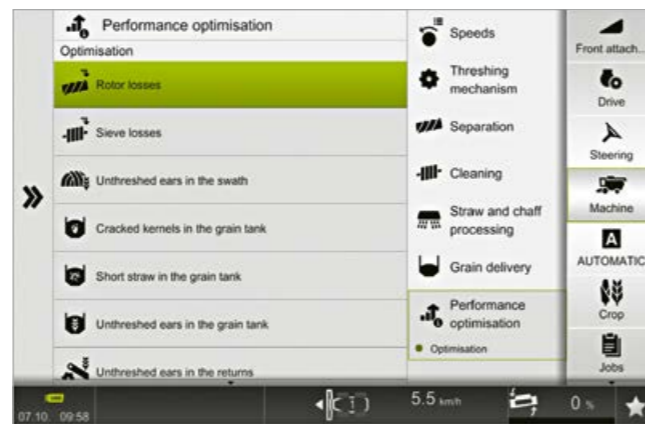 Performance optimisation
Optimisation
Rotor losses
Sieve losses
Unthreshed ears in the swath
Cracked kernels in the grain tank
Short straw in the grain tank
Unthreshed ears in the grain tank
Unthreshed ears in the returns
Speeds
Threshing
mechanism
Separation
Cleaning
Straw and chaff
processing
Grain delivery
Performance
optimisation
Optimisation
Front attach...
Drive
Steering
Machine
A
AUTOMATIC
Crop
Jobs
07.10. 09:58
5.5 km/h
0 %